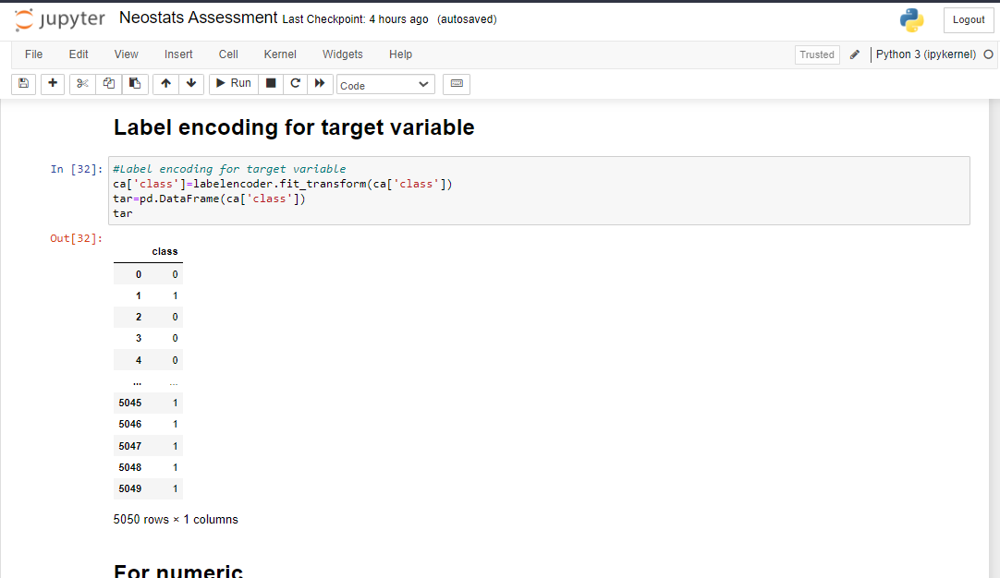 jupyter Neostats Assessment Last Checkpoint: 4 hours ago (autosaved)
Logout
File Edit View Insert Cell Kernel Widgets Help
Trusted Python 3 (ipykernel)
Run Code
Label encoding for target variable
In [32]: #Label encoding for target variable
ca['class']=labelencoder.fit_transform(ca['class'])
tar=pd.DataFrame(ca['class'])
tar
Out[32]:
class
0 0
1 1
2 0
3 0
4 0
... ...
5045 1
5046 1
5047 1
5048 1
5049 1
5050 rows × 1 columns
For numeric